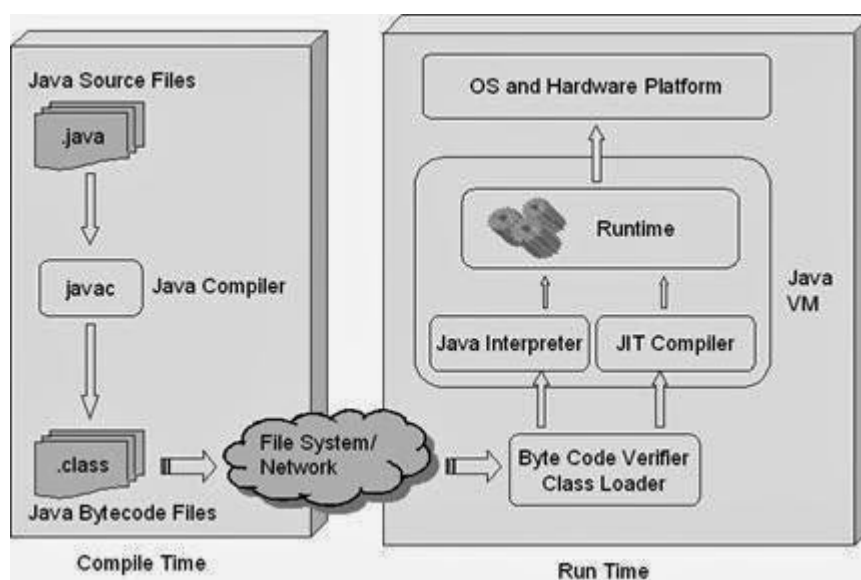 Java Source Files
.java
javac
Java Compiler
.class
Java Bytecode Files
Compile Time
File System/
Network
OS and Hardware Platform
Runtime
Java
VM
Java Interpreter
JIT Compiler
Byte Code Verifier
Class Loader
Run Time